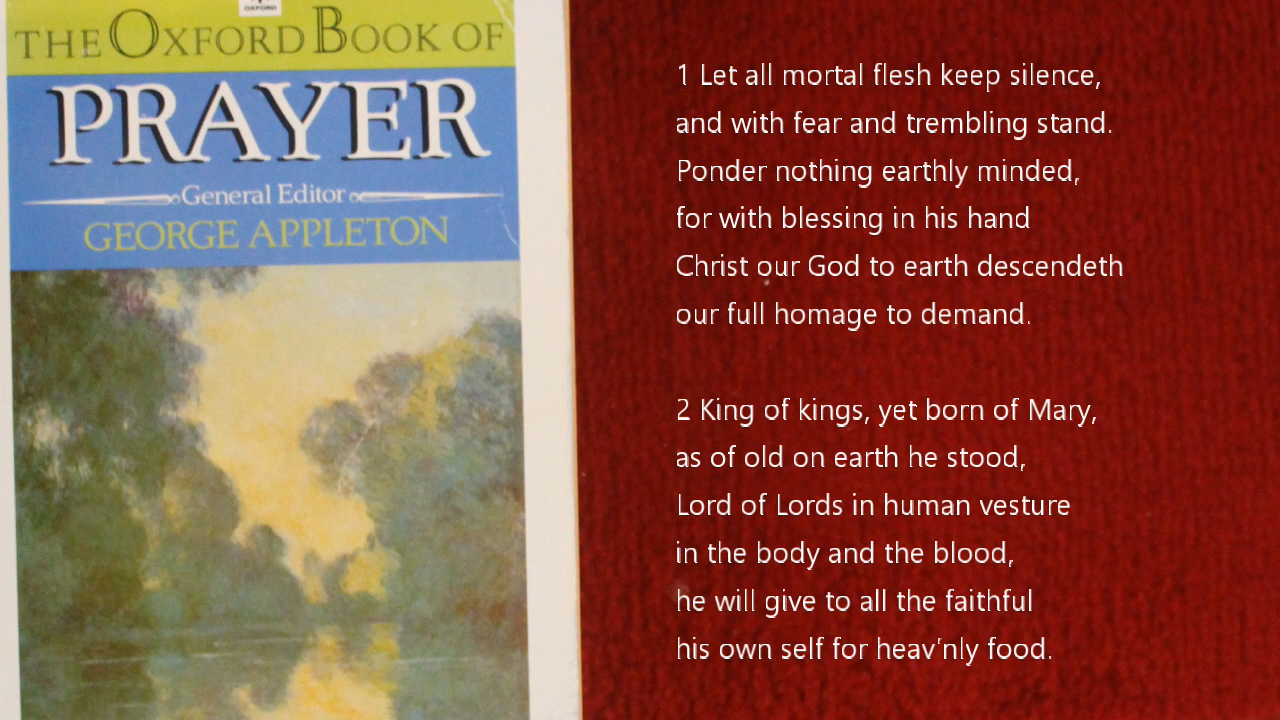 OXFORD
THE OXFORD BOOK OF
PRAYER
General Editor
GEORGE APPLETON
1 Let all mortal flesh keep silence,
and with fear and trembling stand.
Ponder nothing earthly minded,
for with blessing in his hand
Christ our God to earth descendeth
our full homage to demand.
2 King of kings, yet born of Mary,
as of old on earth he stood,
Lord of Lords in human vesture
in the body and the blood,
he will give to all the faithful
his own self for heav'nly food.